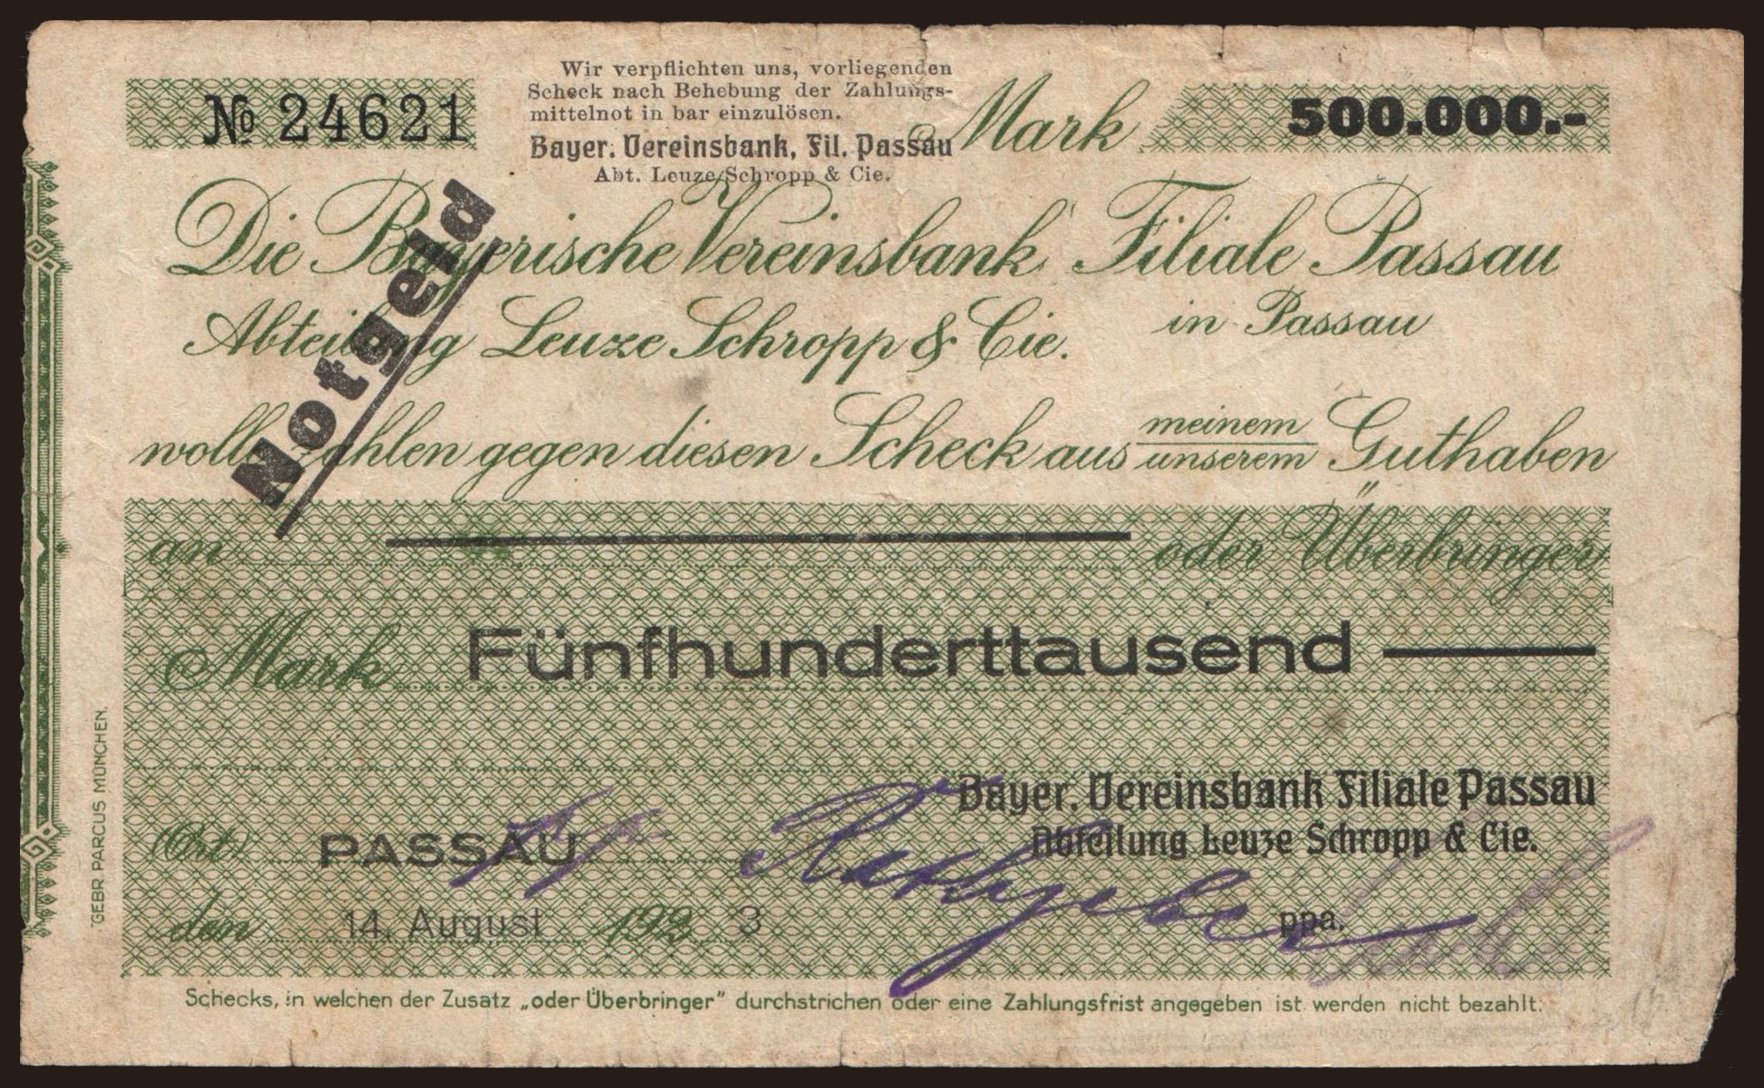 № 24621
Wir verpflichten uns, vorliegenden
Scheck nach Behebung der Zahlungs-
mittelnot in bar einzulösen.
Bayer. Vereinsbank, Fil. Passau
Abt. Leuze Schropp & Cie.
Mark 500.000.-
Die Bayerische Vereinsbank Filiale Passau
Abteilung Leuze Schropp & Cie. in Passau
Notgeld
wolle zahlen gegen diesen Scheck aus meinem unserem Guthaben
an oder Überbringer
Mark Fünfhunderttausend
Bayer. Vereinsbank Filiale Passau
Abteilung Leuze Schropp & Cie.
Ort PASSAU
den 14. August 192 3
ppa.
Schecks, in welchen der Zusatz „oder Überbringer” durchstrichen oder eine Zahlungsfrist angegeben ist werden nicht bezahlt.
GEBR. PARCUS MÜNCHEN.